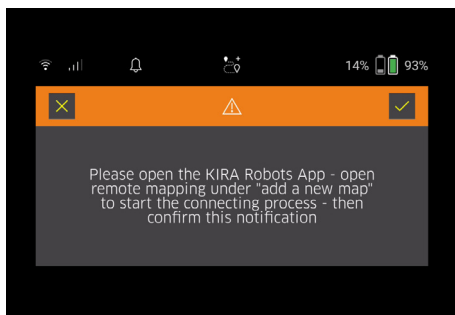 14% 93%
Please open the KIRA Robots App - open
remote mapping under "add a new map"
to start the connecting process - then
confirm this notification